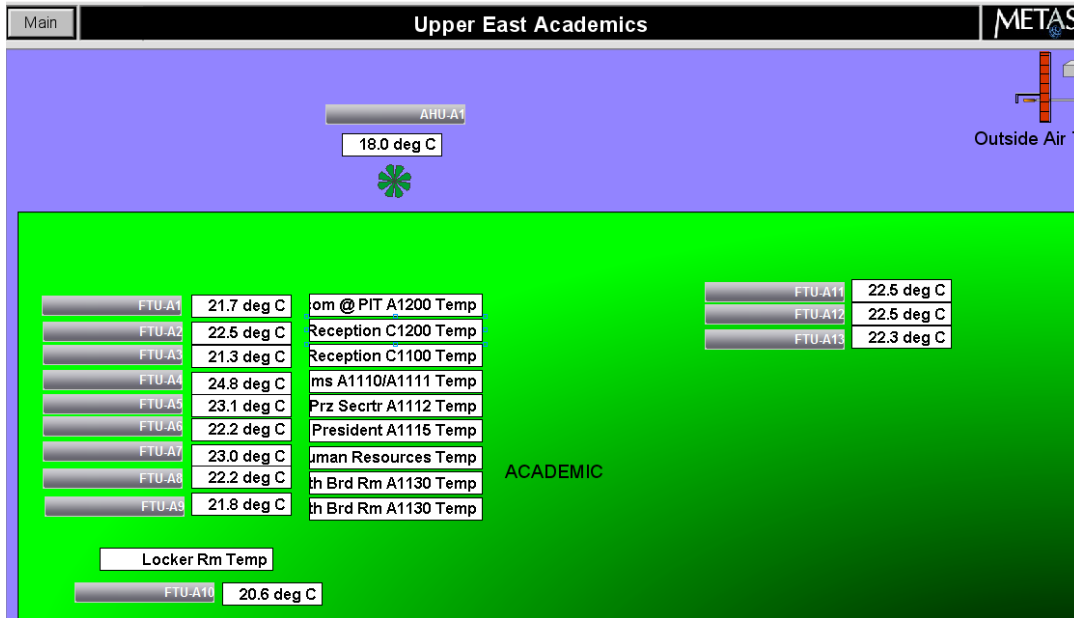 Main
Upper East Academics
METAS
AHU-A1
18.0 deg C
Outside Air
FTU-A1 21.7 deg C om @ PIT A1200 Temp
FTU-A2 22.5 deg C Reception C1200 Temp
FTU-A3 21.3 deg C Reception C1100 Temp
FTU-A4 24.8 deg C ms A1110/A1111 Temp
FTU-A5 23.1 deg C Prz Secrtr A1112 Temp
FTU-A6 22.2 deg C President A1115 Temp
FTU-A7 23.0 deg C uman Resources Temp
FTU-A8 22.2 deg C th Brd Rm A1130 Temp
FTU-A9 21.8 deg C th Brd Rm A1130 Temp
FTU-A11 22.5 deg C
FTU-A12 22.5 deg C
FTU-A13 22.3 deg C
ACADEMIC
Locker Rm Temp
FTU-A10 20.6 deg C